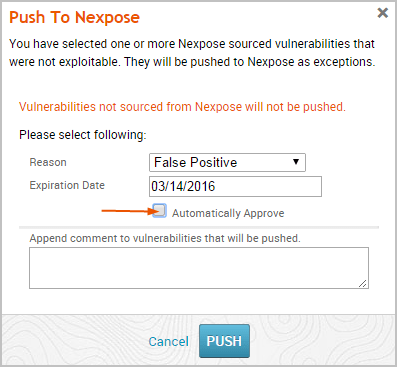 Push To Nexpose
You have selected one or more Nexpose sourced vulnerabilities that
were not exploitable. They will be pushed to Nexpose as exceptions.
Vulnerabilities not sourced from Nexpose will not be pushed.
Please select following:
Reason False Positive
Expiration Date 03/14/2016
Automatically Approve
Append comment to vulnerabilities that will be pushed.
Cancel PUSH